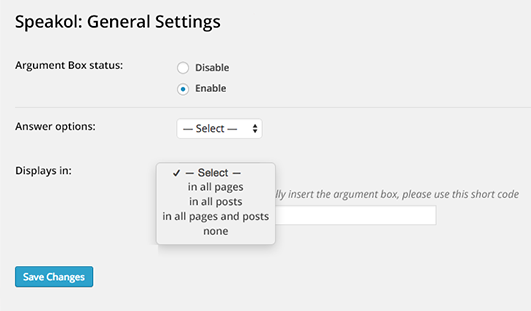 Speakol: General Settings
Argument Box status:
Disable
Enable
Answer options:
— Select —
Displays in:
✓ — Select —
in all pages
in all posts
in all pages and posts
none
insert the argument box, please use this short code
Save Changes